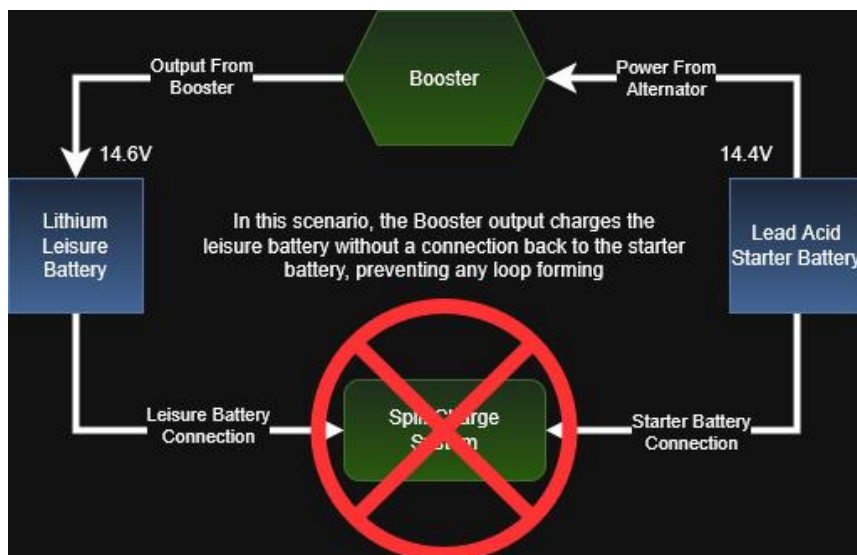 Output From
Booster
Booster
Power From
Alternator
14.6V
14.4V
Lithium
Leisure
Battery
In this scenario, the Booster output charges the
leisure battery without a connection back to the starter
battery, preventing any loop forming
Lead Acid
Starter Battery
Leisure Battery
Connection
Starter Battery
Connection